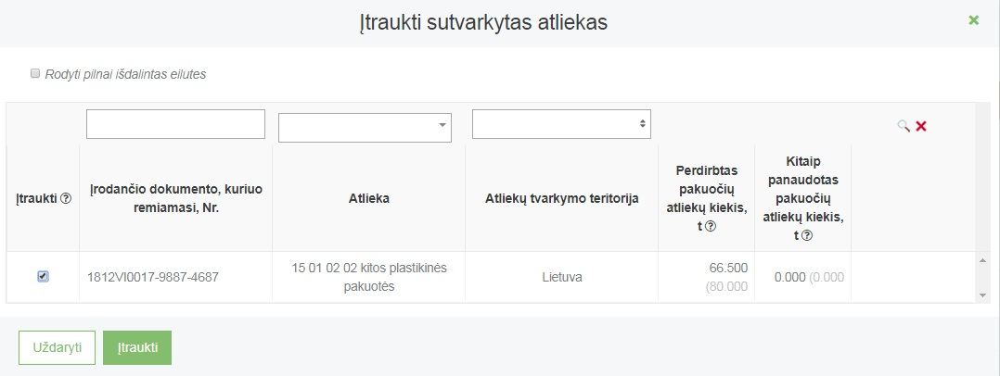 Įtraukti sutvarkytas atliekas
Rodyti pilnai išdalintas eilutes
Įtraukti
Įrodančio dokumento, kuriuo
remiamasi, Nr.
Atlieka
Atliekų tvarkymo teritorija
Perdirbtas
pakuočių
atliekų kiekis,
t
Kitaip
panaudotas
pakuočių
atliekų kiekis,
t
1812VI0017-9887-4687
15 01 02 02 kitos plastikinės
pakuotės
Lietuva
66.500
(80.000
0.000 (0.000
Uždaryti
Įtraukti